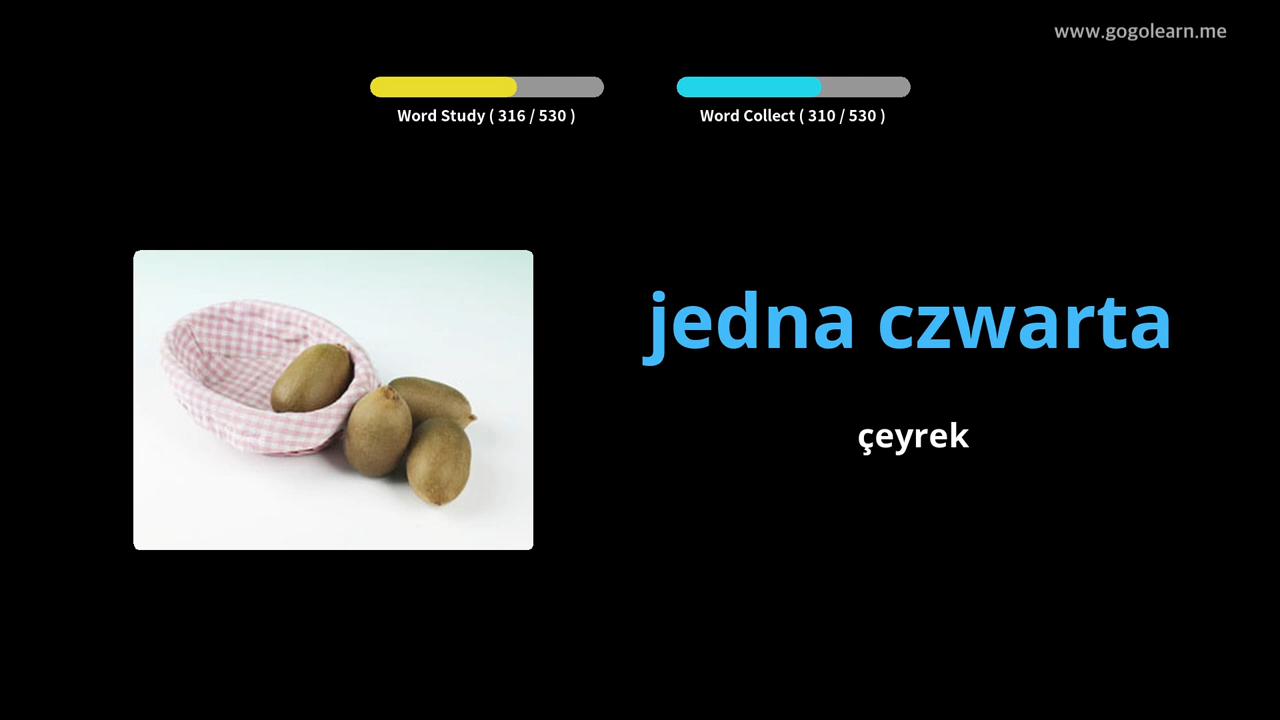 www.gogolearn.me
Word Study ( 316 / 530 )
Word Collect ( 310 / 530 )
jedna czwarta
çeyrek